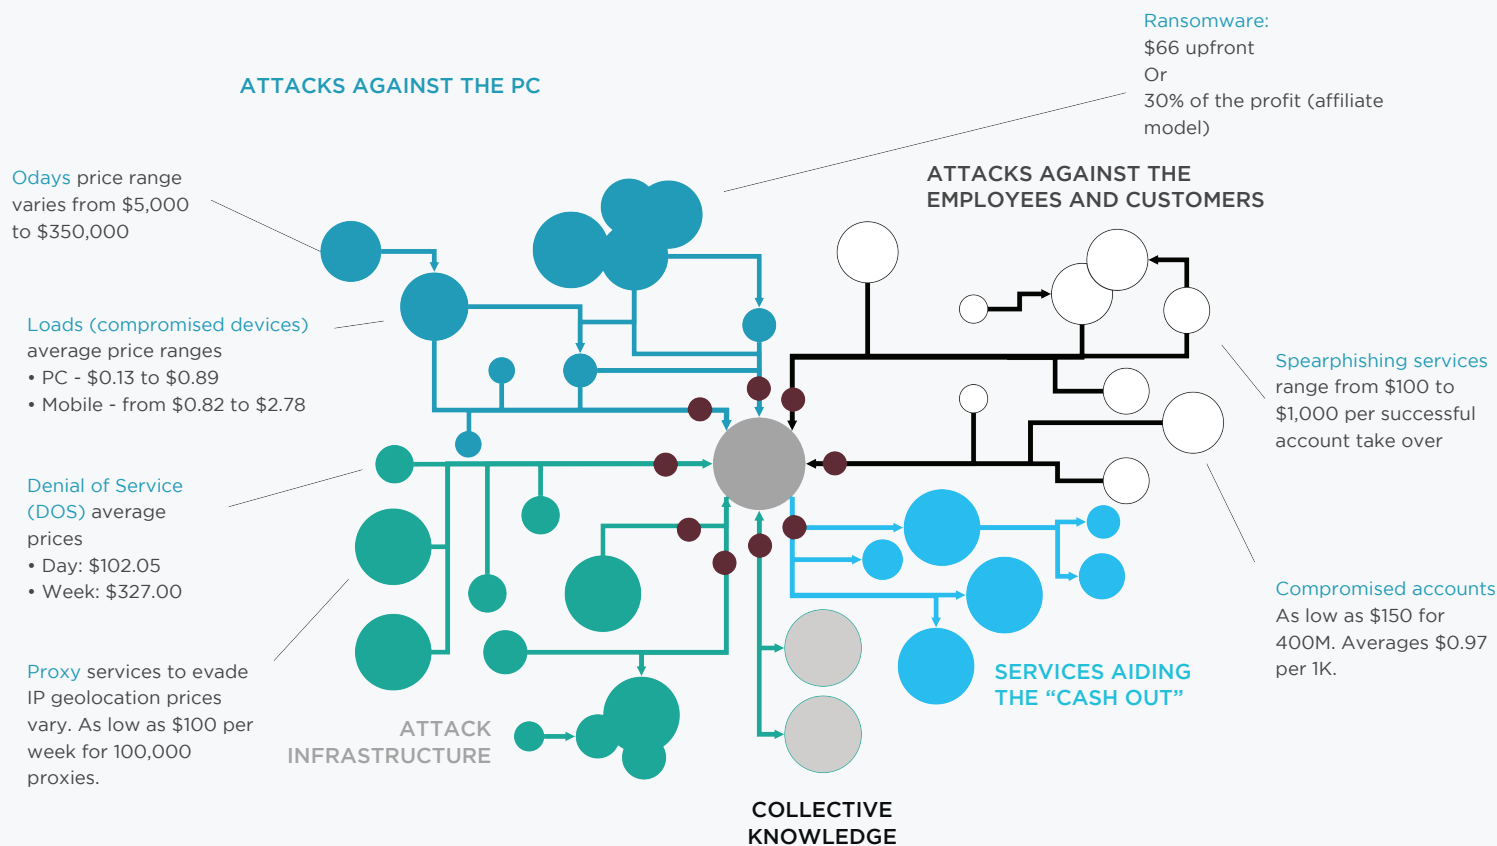 Ransomware:
$66 upfront
Or
30% of the profit (affiliate
model)
ATTACKS AGAINST THE PC
ATTACKS AGAINST THE
EMPLOYEES AND CUSTOMERS
Odays price range
varies from $5,000
to $350,000
Loads (compromised devices)
average price ranges
• PC - $0.13 to $0.89
• Mobile - from $0.82 to $2.78
Spearphishing services
range from $100 to
$1,000 per successful
account take over
Denial of Service
(DOS) average
prices
• Day: $102.05
• Week: $327.00
Compromised accounts
As low as $150 for
400M. Averages $0.97
per 1K.
Proxy services to evade
IP geolocation prices
vary. As low as $100 per
week for 100,000
proxies.
SERVICES AIDING
THE “CASH OUT”
ATTACK
INFRASTRUCTURE
COLLECTIVE
KNOWLEDGE